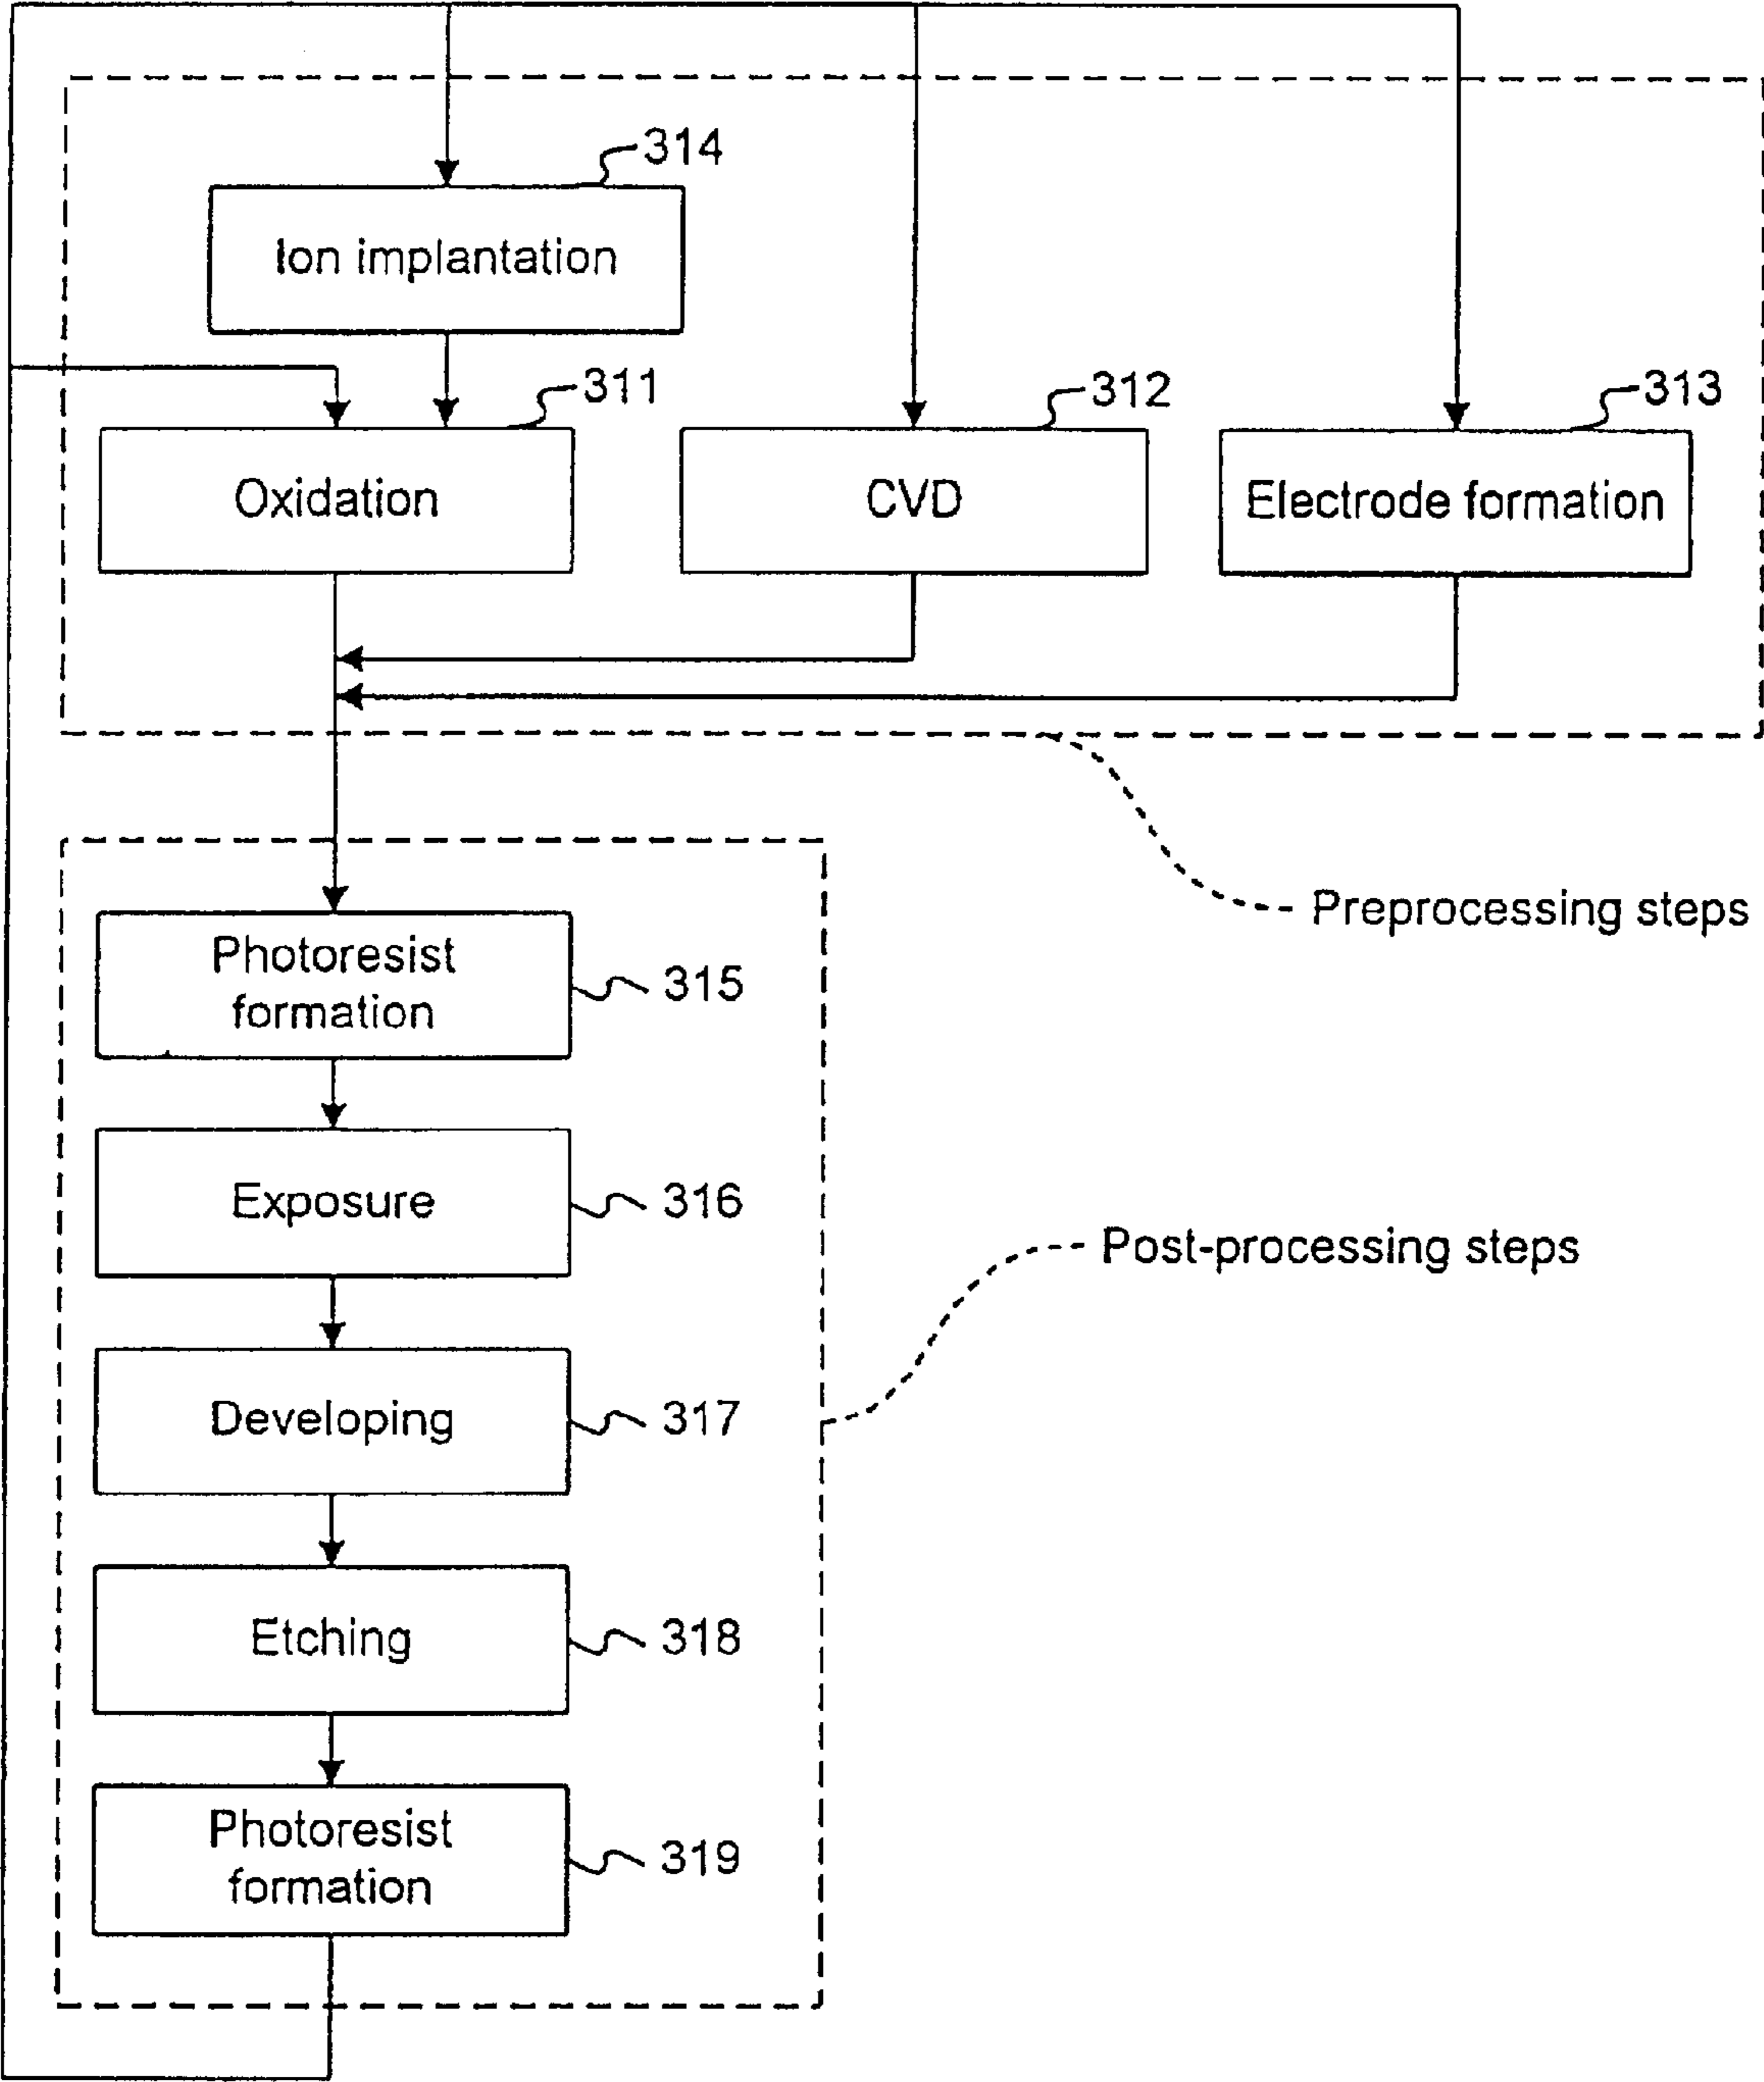 314
Ion implantation
311
312
313
Oxidation
CVD
Electrode formation
Preprocessing steps
Photoresist
formation
315
Exposure
316
Post-processing steps
Developing
317
Etching
318
Photoresist
formation
319